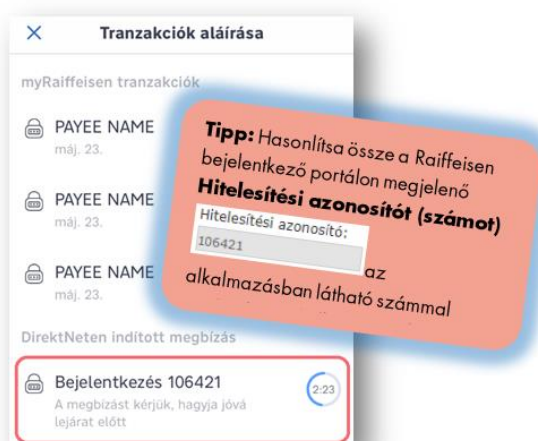 Tranzakciók aláírása
myRaiffeisen tranzakciók
PAYEE NAME
máj. 23.
PAYEE NAME
máj. 23.
PAYEE NAME
máj. 23.
Tipp: Hasonlítsa össze a Raiffeisen
bejelentkező portálon megjelenő
Hitelesítési azonosítót (számot)
Hitelesítési azonosító:
106421
az
alkalmazásban látható számmal
DirektNeten indított megbízás
Bejelentkezés 106421
2:23
A megbízást kérjük, hagyja jóvá
lejárat előtt